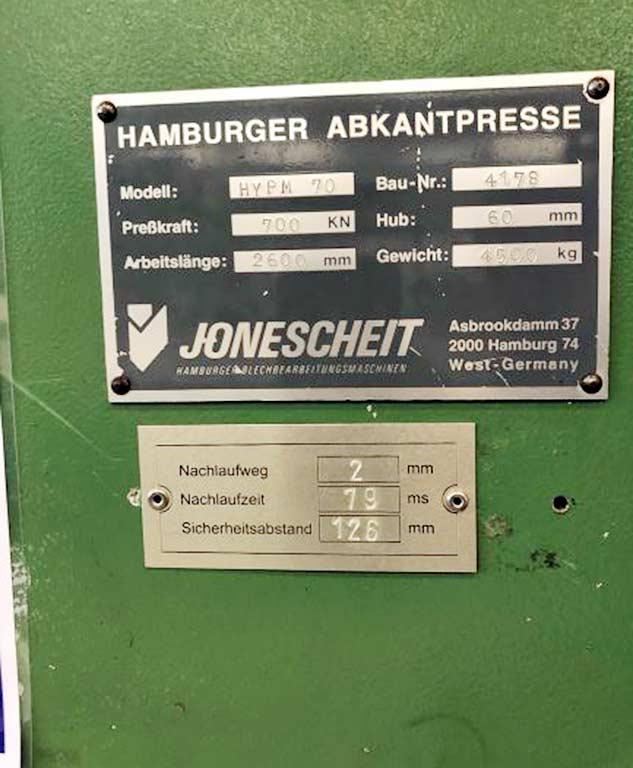 HAMBURGER ABKANTPRESSE
Modell: HYPM 70 Bau-Nr.: 4178
Preßkraft: 700 KN Hub: 60 mm
Arbeitslänge: 2600 mm Gewicht: 4500 kg
JONESCHEIT
HAMBURGER BLECHBEARBEITUNGSMASCHINEN
Asbrookdamm 37
2000 Hamburg 74
West-Germany
Nachlaufweg 2 mm
Nachlaufzeit 79 ms
Sicherheitsabstand 126 mm